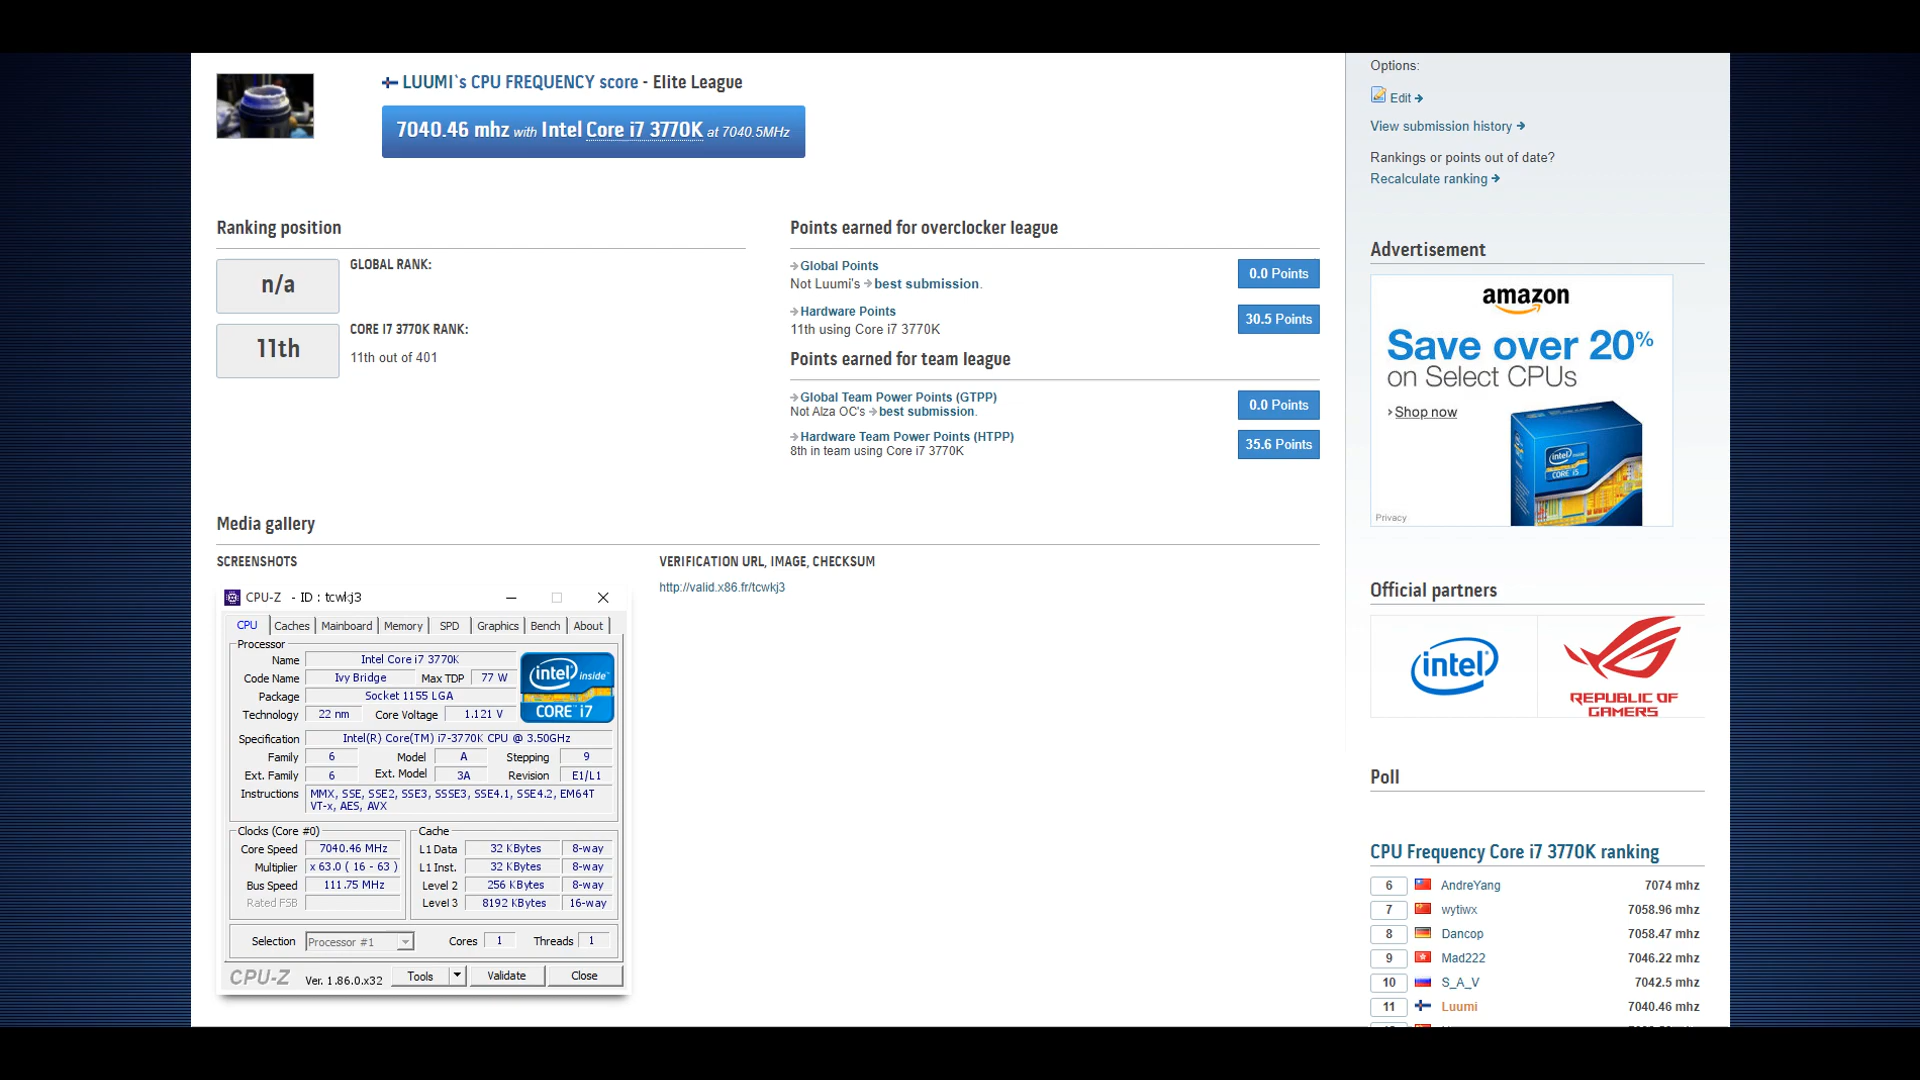 LUUMI`s CPU FREQUENCY score - Elite League
7040.46 mhz with Intel Core i7 3770K at 7040.5MHz
Ranking position
n/a
GLOBAL RANK:
11th
CORE I7 3770K RANK:
11th out of 401
Points earned for overclocker league
Global Points
Not Luumi's best submission.
0.0 Points
Hardware Points
11th using Core i7 3770K
30.5 Points
Points earned for team league
Global Team Power Points (GTPP)
Not Alza OC's best submission.
0.0 Points
Hardware Team Power Points (HTPP)
8th in team using Core i7 3770K
35.6 Points
Media gallery
SCREENSHOTS
VERIFICATION URL, IMAGE, CHECKSUM
http://valid.x86.fr/tcwkj3
CPU-Z - ID : tcwkj3
CPU Caches Mainboard Memory SPD Graphics Bench About
Processor
Name Intel Core i7 3770K
Code Name Ivy Bridge Max TDP 77 W
Package Socket 1155 LGA
Technology 22 nm Core Voltage 1.121 V
intel inside™
CORE™ i7
Specification Intel(R) Core(TM) i7-3770K CPU @ 3.50GHz
Family 6 Model A Stepping 9
Ext. Family 6 Ext. Model 3A Revision E1/L1
Instructions MMX, SSE, SSE2, SSE3, SSSE3, SSE4.1, SSE4.2, EM64T
VT-x, AES, AVX
Clocks (Core #0)
Core Speed 7040.46 MHz
Multiplier x 63.0 ( 16 - 63 )
Bus Speed 111.75 MHz
Rated FSB
Cache
L1 Data 32 KBytes 8-way
L1 Inst. 32 KBytes 8-way
Level 2 256 KBytes 8-way
Level 3 8192 KBytes 16-way
Selection Processor #1 Cores 1 Threads 1
CPU-Z Ver. 1.86.0.x32 Tools Validate Close
Options:
Edit
View submission history
Rankings or points out of date?
Recalculate ranking
Advertisement
amazon
Save over 20%
on Select CPUs
Shop now
intel inside
CORE i5
Privacy
Official partners
intel
REPUBLIC OF
GAMERS
Poll
CPU Frequency Core i7 3770K ranking
6 AndreYang 7074 mhz
7 wytiwx 7058.96 mhz
8 Dancop 7058.47 mhz
9 Mad222 7046.22 mhz
10 S_A_V 7042.5 mhz
11 Luumi 7040.46 mhz